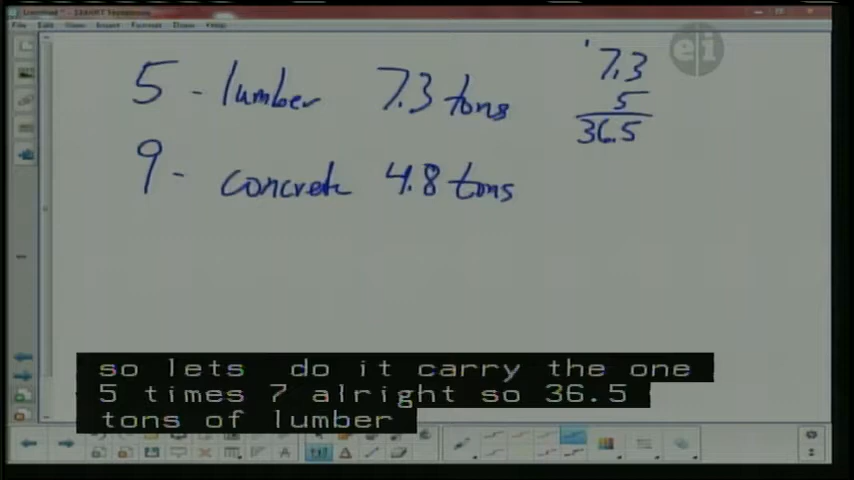 5 - lumber 7.3 tons
9 - concrete 4.8 tons
1
7.3
5
36.5
eli
so lets do it carry the one
5 times 7 alright so 36.5
tons of lumber